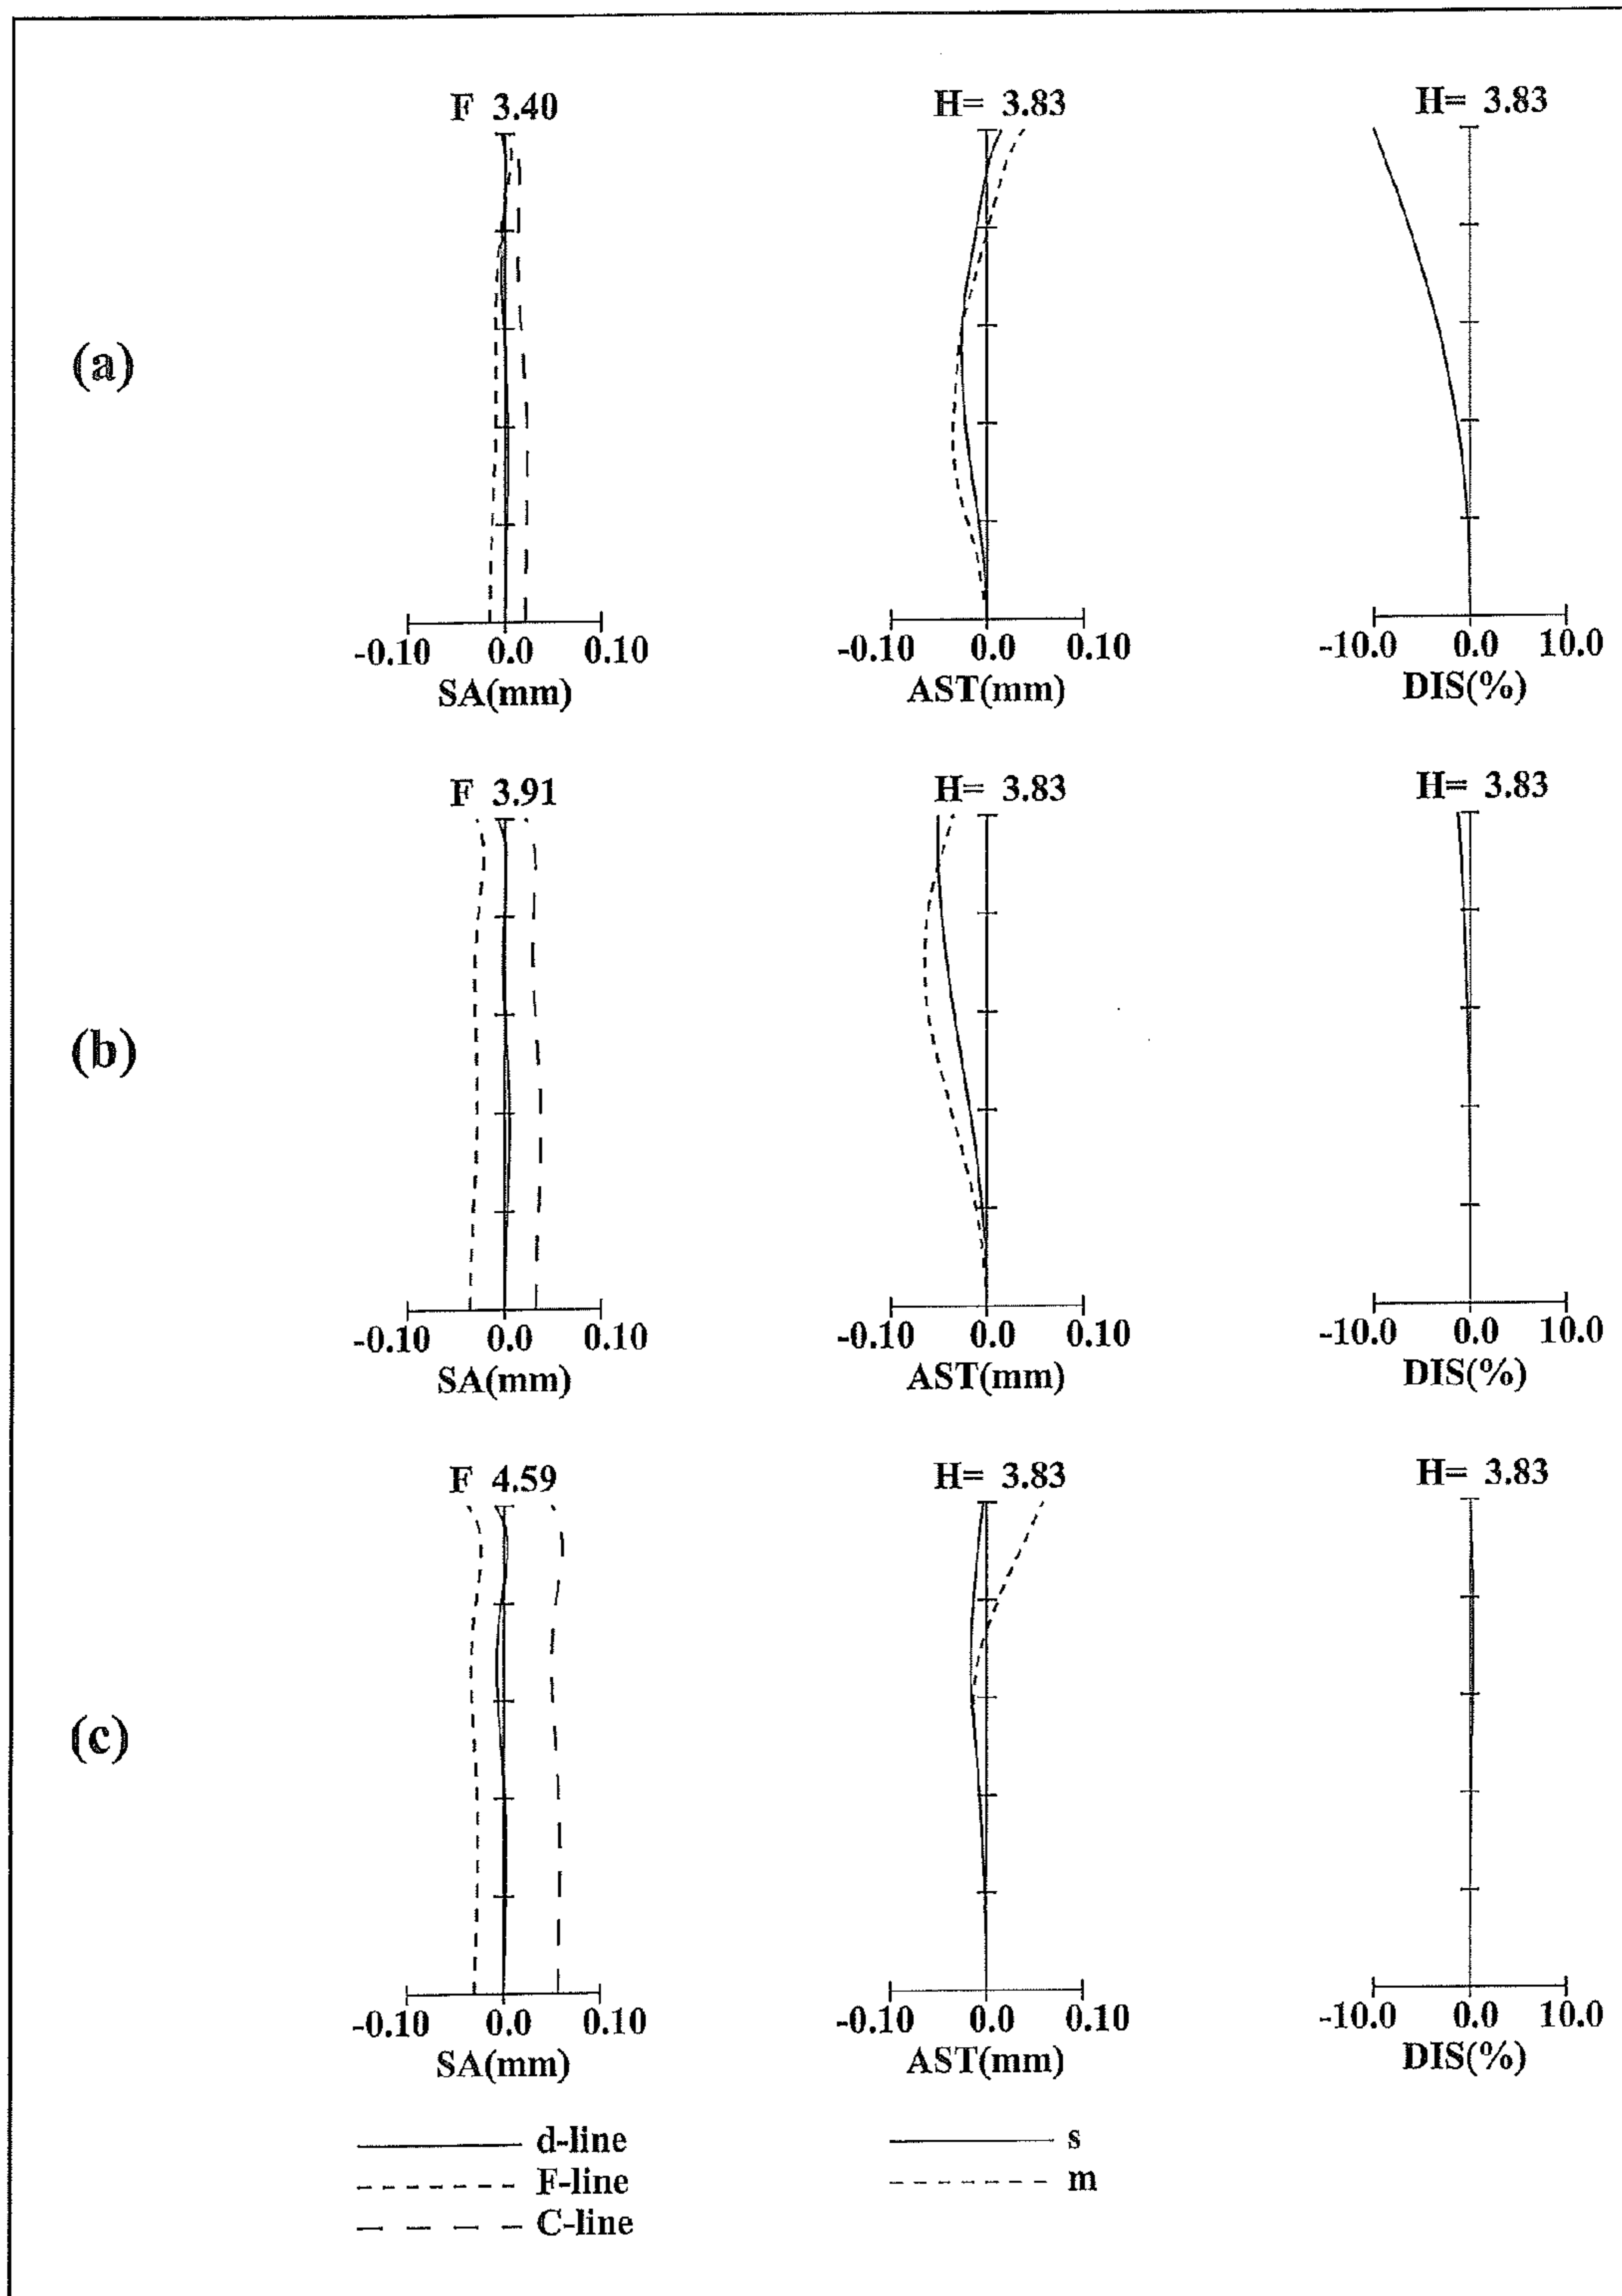 F 3.40
H= 3.83
H= 3.83
(a)
-0.10 0.0 0.10
SA(mm)
-0.10 0.0 0.10
AST(mm)
-10.0 0.0 10.0
DIS(%)
F 3.91
H= 3.83
H= 3.83
(b)
-0.10 0.0 0.10
SA(mm)
-0.10 0.0 0.10
AST(mm)
-10.0 0.0 10.0
DIS(%)
F 4.59
H= 3.83
H= 3.83
(c)
-0.10 0.0 0.10
SA(mm)
-0.10 0.0 0.10
AST(mm)
-10.0 0.0 10.0
DIS(%)
d-line
F-line
C-line
s
m